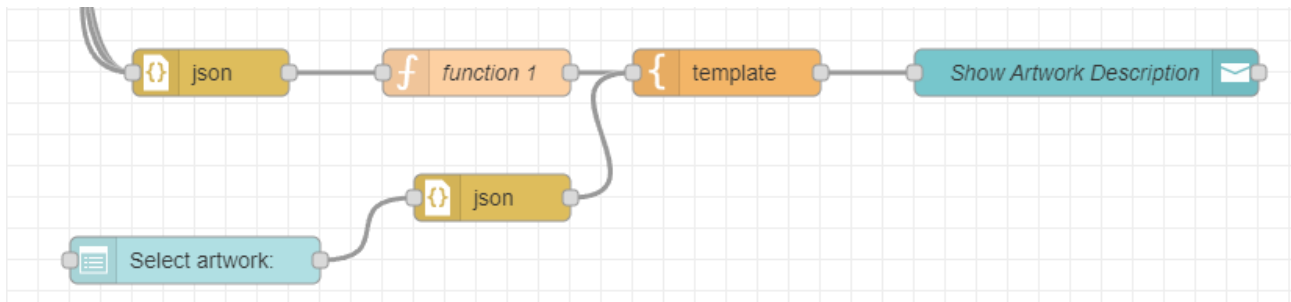 json
function 1
template
Show Artwork Description
json
Select artwork: